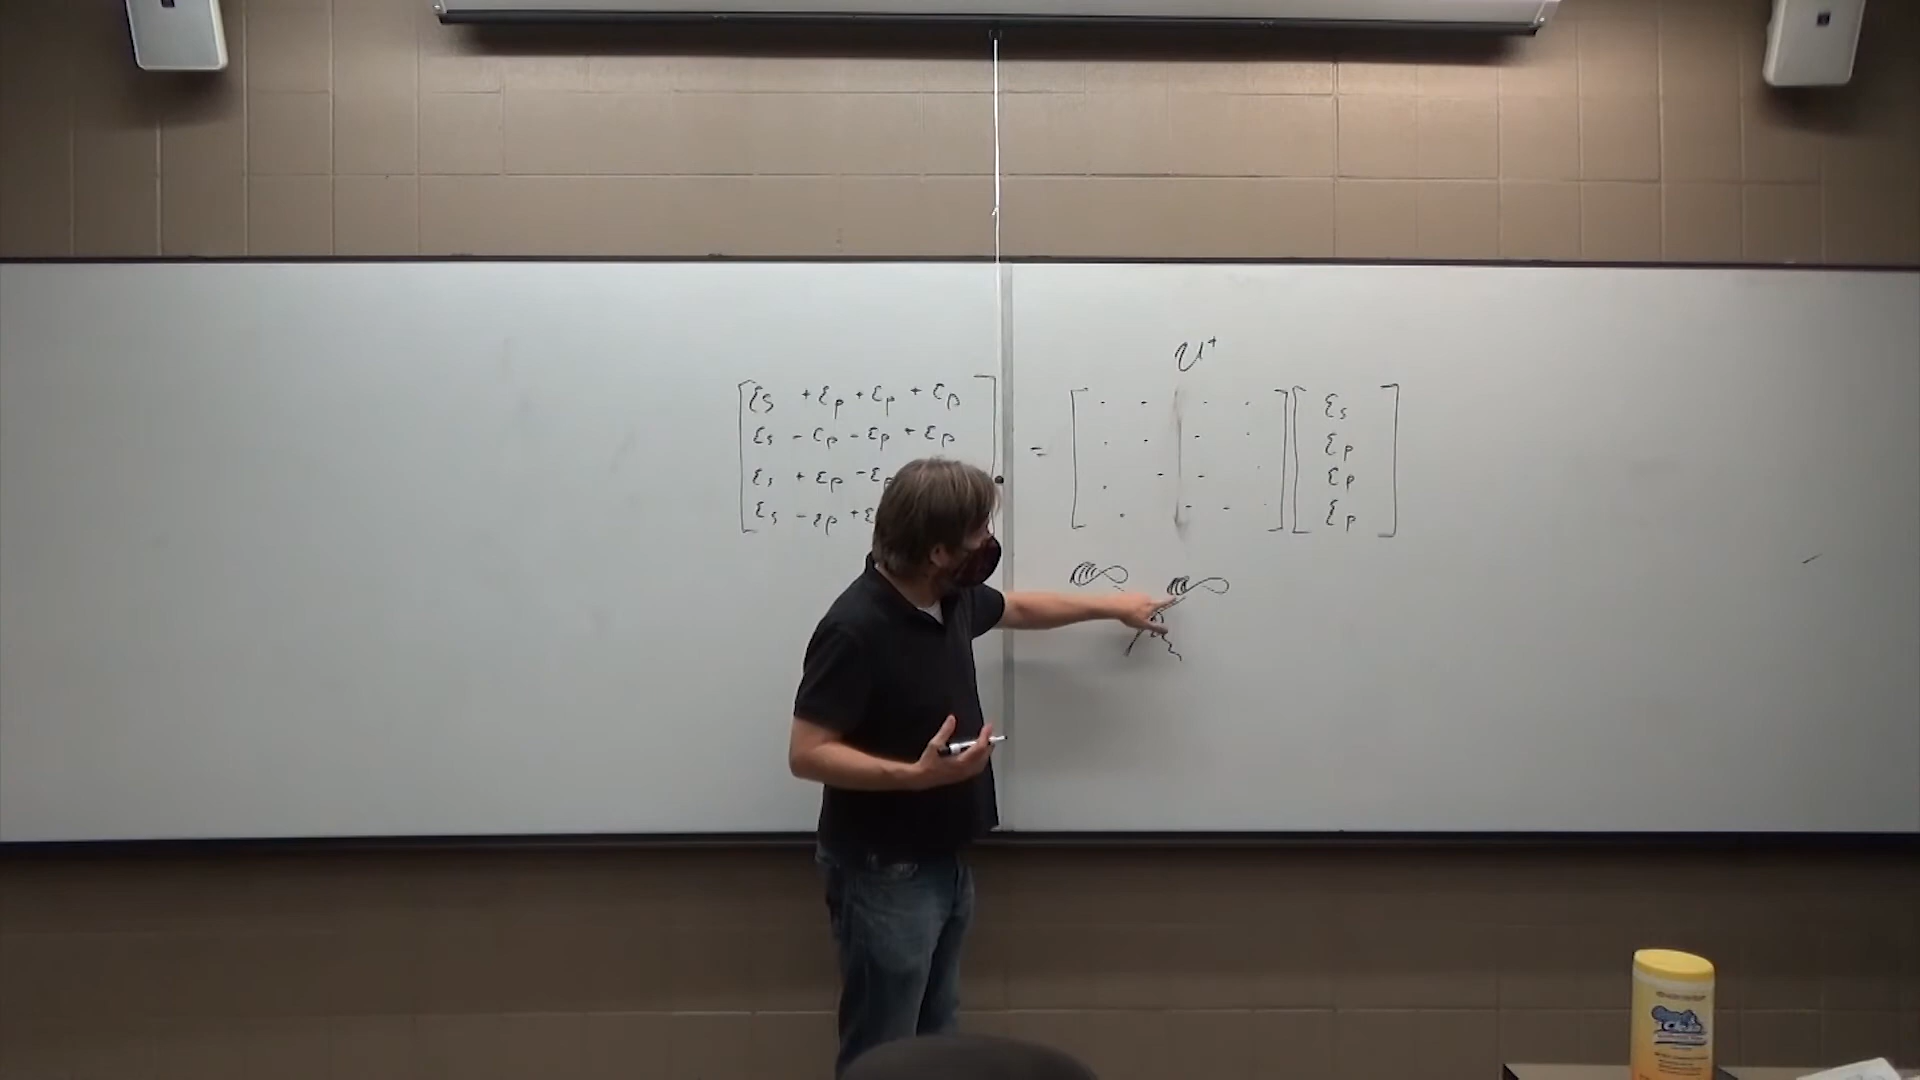 U⁺
[ εs + εp + εp + εp ] = [ · · · · ] [ εs ]
[ εs - εp - εp + εp ] [ · · - · ] [ εp ]
[ εs + εp - εp [ · - - · ] [ εp ]
[ εs - εp + ε [ · - - · ] [ εp ]